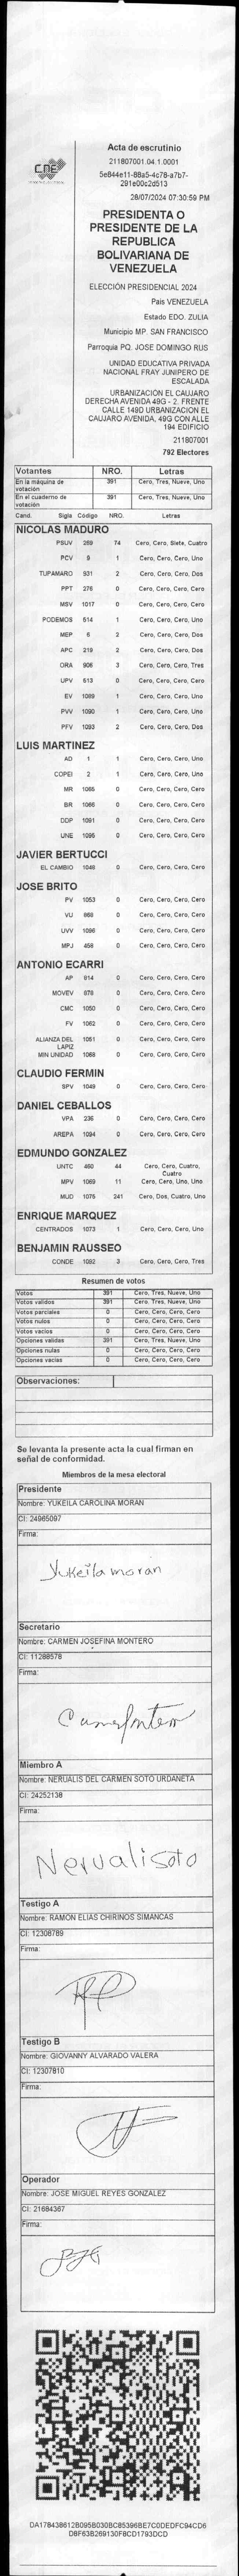 CNE
Acta de escrutinio
211807001.04.1.0001
5e844e11-88a5-4c78-a7b7-
291e00c2d513
28/07/2024 07:30:59 PM
PRESIDENTA O
PRESIDENTE DE LA
REPUBLICA
BOLIVARIANA DE
VENEZUELA
ELECCIÓN PRESIDENCIAL 2024
Pais VENEZUELA
Estado EDO. ZULIA
Municipio MP. SAN FRANCISCO
Parroquia PQ. JOSE DOMINGO RUS
UNIDAD EDUCATIVA PRIVADA
NACIONAL FRAY JUNIPERO DE
ESCALADA
URBANIZACIÓN EL CAUJARO
DERECHA AVENIDA 49G - 2. FRENTE
CALLE 149D URBANIZACIÓN EL
CAUJARO AVENIDA, 49G CON ALLE
194 EDIFICIO
211807001
792 Electores
Votantes NRO. Letras
En la máquina de votación 391 Cero, Tres, Nueve, Uno
En el cuaderno de votación 391 Cero, Tres, Nueve, Uno
Cand. Sigla Código NRO. Letras
NICOLAS MADURO
PSUV 269 74 Cero, Cero, Siete, Cuatro
PCV 9 1 Cero, Cero, Cero, Uno
TUPAMARO 931 2 Cero, Cero, Cero, Dos
PPT 276 0 Cero, Cero, Cero, Cero
MSV 1017 0 Cero, Cero, Cero, Cero
PODEMOS 614 1 Cero, Cero, Cero, Uno
MEP 6 2 Cero, Cero, Cero, Dos
APC 219 2 Cero, Cero, Cero, Dos
ORA 906 3 Cero, Cero, Cero, Tres
UPV 613 0 Cero, Cero, Cero, Cero
EV 1089 1 Cero, Cero, Cero, Uno
PVV 1090 1 Cero, Cero, Cero, Uno
PFV 1093 2 Cero, Cero, Cero, Dos
LUIS MARTINEZ
AD 1 1 Cero, Cero, Cero, Uno
COPEI 2 1 Cero, Cero, Cero, Uno
MR 1065 0 Cero, Cero, Cero, Cero
BR 1066 0 Cero, Cero, Cero, Cero
DDP 1091 0 Cero, Cero, Cero, Cero
UNE 1095 0 Cero, Cero, Cero, Cero
JAVIER BERTUCCI
EL CAMBIO 1046 0 Cero, Cero, Cero, Cero
JOSE BRITO
PV 1053 0 Cero, Cero, Cero, Cero
VU 868 0 Cero, Cero, Cero, Cero
UVV 1096 0 Cero, Cero, Cero, Cero
MPJ 458 0 Cero, Cero, Cero, Cero
ANTONIO ECARRI
AP 914 0 Cero, Cero, Cero, Cero
MOVEV 878 0 Cero, Cero, Cero, Cero
CMC 1050 0 Cero, Cero, Cero, Cero
FV 1062 0 Cero, Cero, Cero, Cero
ALIANZA DEL LAPIZ 1081 0 Cero, Cero, Cero, Cero
MIN UNIDAD 1088 0 Cero, Cero, Cero, Cero
CLAUDIO FERMIN
SPV 1049 0 Cero, Cero, Cero, Cero
DANIEL CEBALLOS
VPA 236 0 Cero, Cero, Cero, Cero
AREPA 1094 0 Cero, Cero, Cero, Cero
EDMUNDO GONZALEZ
UNTC 460 44 Cero, Cero, Cuatro, Cuatro
MPV 1069 11 Cero, Cero, Uno, Uno
MUD 1075 241 Cero, Dos, Cuatro, Uno
ENRIQUE MARQUEZ
CENTRADOS 1073 1 Cero, Cero, Cero, Uno
BENJAMIN RAUSSEO
CONDE 1092 3 Cero, Cero, Cero, Tres
Resumen de votos
Votos 391 Cero, Tres, Nueve, Uno
Votos validos 391 Cero, Tres, Nueve, Uno
Votos parciales 0 Cero, Cero, Cero, Cero
Votos nulos 0 Cero, Cero, Cero, Cero
Votos vacios 0 Cero, Cero, Cero, Cero
Opciones validas 391 Cero, Tres, Nueve, Uno
Opciones nulas 0 Cero, Cero, Cero, Cero
Opciones vacias 0 Cero, Cero, Cero, Cero
Observaciones:
Se levanta la presente acta la cual firman en
señal de conformidad.
Miembros de la mesa electoral
Presidente
Nombre: YUKEILA CAROLINA MORAN
CI: 24965097
Firma:
Yukeila moran
Secretario
Nombre: CARMEN JOSEFINA MONTERO
CI: 11288578
Firma:
Miembro A
Nombre: NERUALIS DEL CARMEN SOTO URDANETA
CI: 24252138
Firma:
Nerualisoto
Testigo A
Nombre: RAMON ELIAS CHIRINOS SIMANCAS
CI: 12308789
Firma:
Testigo B
Nombre: GIOVANNY ALVARADO VALERA
CI: 12307810
Firma:
Operador
Nombre: JOSE MIGUEL REYES GONZALEZ
CI: 21684367
Firma:
DA178438612B095B030BC85396BE7C0DEDFC94CD6
D8F63B269130F8CD1793DCD